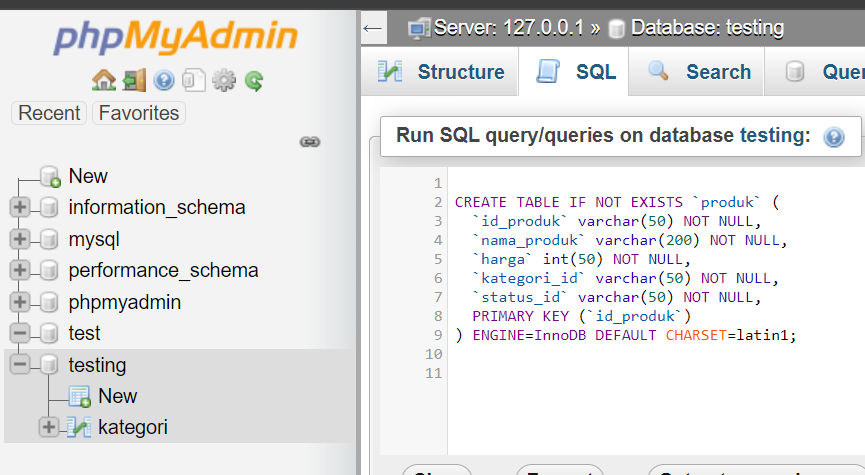 phpMyAdmin
Recent Favorites
New
information_schema
mysql
performance_schema
phpmyadmin
test
testing
New
kategori
← Server: 127.0.0.1 » Database: testing
Structure SQL Search
Run SQL query/queries on database testing:
1
2 CREATE TABLE IF NOT EXISTS `produk` (
3 `id_produk` varchar(50) NOT NULL,
4 `nama_produk` varchar(200) NOT NULL,
5 `harga` int(50) NOT NULL,
6 `kategori_id` varchar(50) NOT NULL,
7 `status_id` varchar(50) NOT NULL,
8 PRIMARY KEY (`id_produk`)
9 ) ENGINE=InnoDB DEFAULT CHARSET=latin1;
10
11